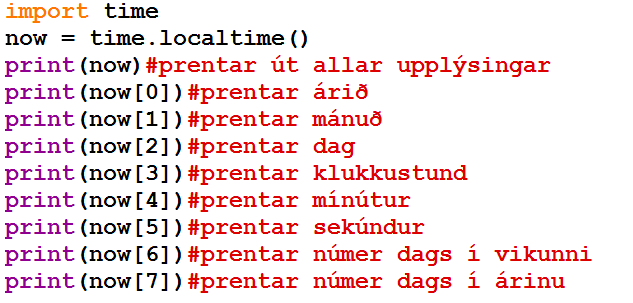 import time
now = time.localtime()
print(now)#prentar út allar upplýsingar
print(now[0])#prentar árið
print(now[1])#prentar mánuð
print(now[2])#prentar dag
print(now[3])#prentar klukkustund
print(now[4])#prentar mínútur
print(now[5])#prentar sekúndur
print(now[6])#prentar númer dags í vikunni
print(now[7])#prentar númer dags í árinu